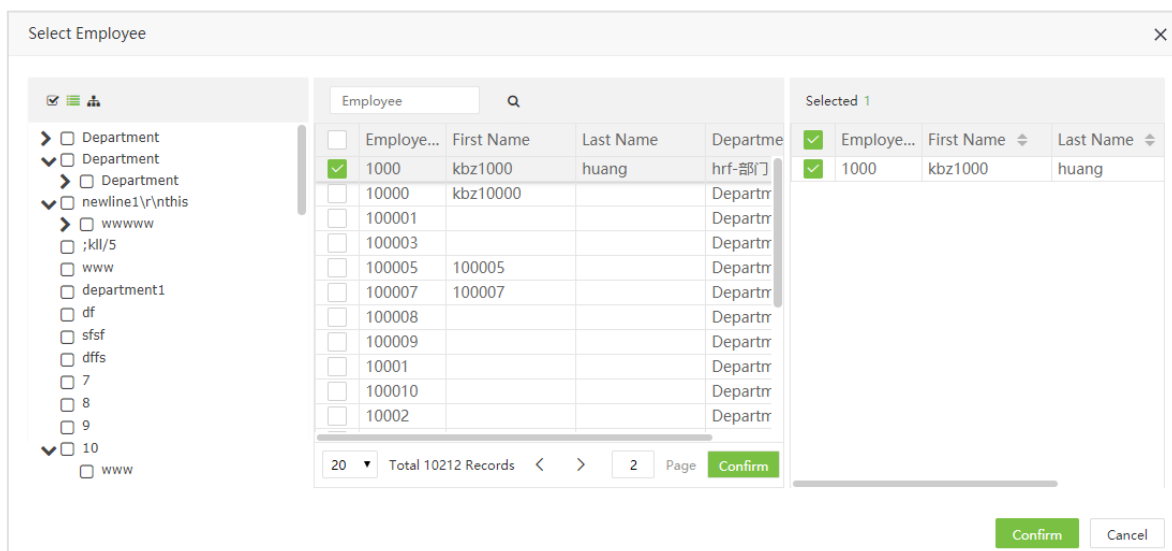 Select Employee
Employee
Selected 1
Department
Department
Department
newline1\r\nthis
wwwww
;kll/5
www
department1
df
sfsf
dffs
7
8
9
10
www
Employe... First Name Last Name Departme
1000 kbz1000 huang hrf-部门
10000 kbz10000 Departm
100001 Departm
100003 Departm
100005 100005 Departm
100007 100007 Departm
100008 Departm
100009 Departm
10001 Departm
100010 Departm
10002 Departm
20 Total 10212 Records 2 Page Confirm
Employe... First Name Last Name
1000 kbz1000 huang
Confirm Cancel